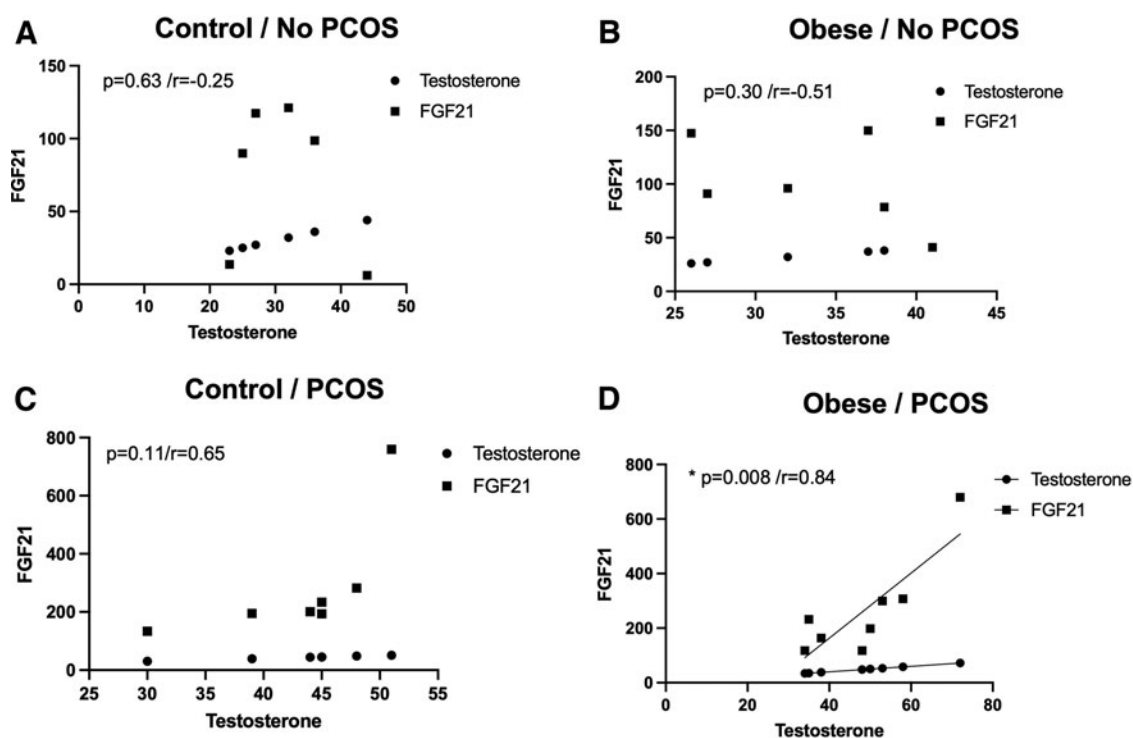 A
Control / No PCOS
p=0.63 /r=-0.25
Testosterone
FGF21
150
100
50
0
FGF21
0 10 20 30 40 50
Testosterone
B
Obese / No PCOS
p=0.30 /r=-0.51
Testosterone
FGF21
200
150
100
50
0
FGF21
25 30 35 40 45
Testosterone
C
Control / PCOS
p=0.11/r=0.65
Testosterone
FGF21
800
600
400
200
0
FGF21
25 30 35 40 45 50 55
Testosterone
D
Obese / PCOS
* p=0.008 /r=0.84
Testosterone
FGF21
800
600
400
200
0
FGF21
0 20 40 60 80
Testosterone